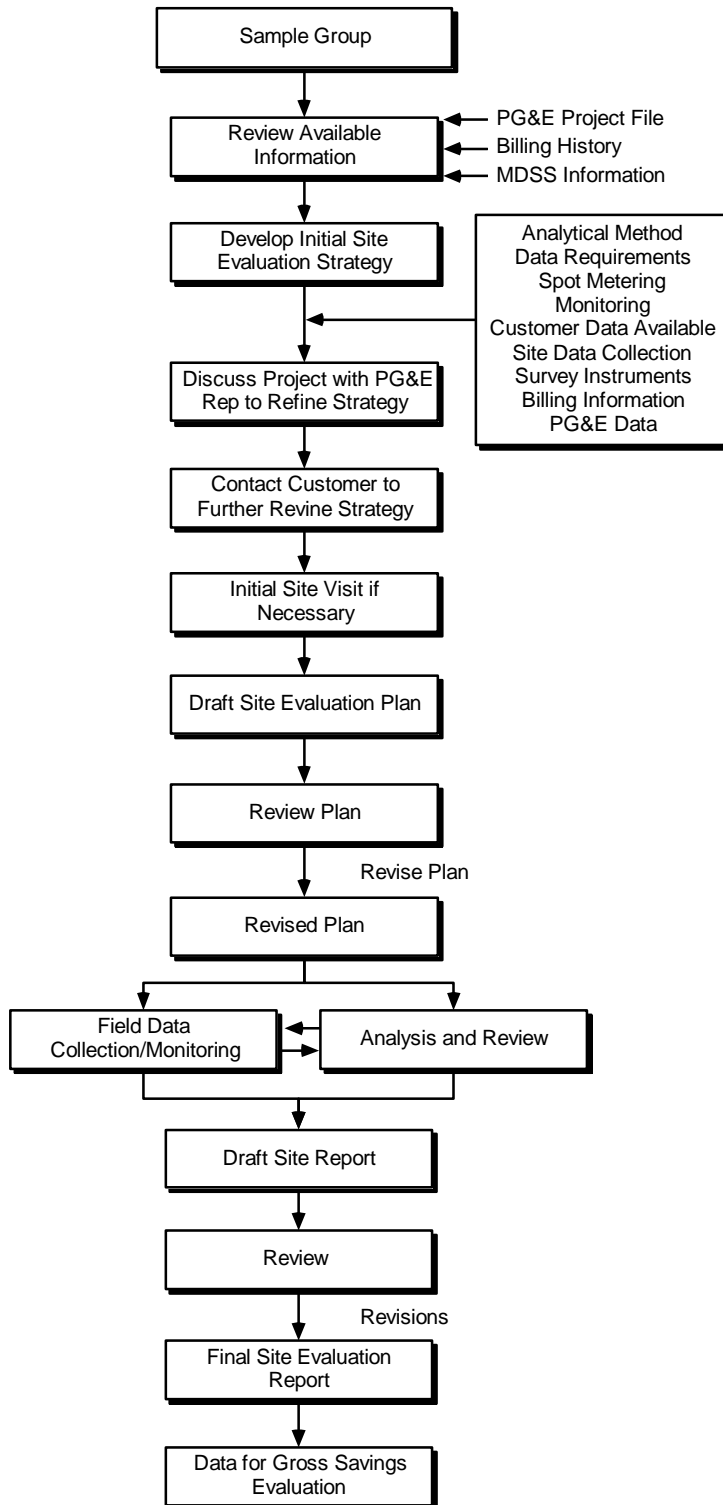 Sample Group
Review Available
Information
PG&E Project File
Billing History
MDSS Information
Develop Initial Site
Evaluation Strategy
Analytical Method
Data Requirements
Spot Metering
Monitoring
Customer Data Available
Site Data Collection
Survey Instruments
Billing Information
PG&E Data
Discuss Project with PG&E
Rep to Refine Strategy
Contact Customer to
Further Revine Strategy
Initial Site Visit if
Necessary
Draft Site Evaluation Plan
Review Plan
Revise Plan
Revised Plan
Field Data
Collection/Monitoring
Analysis and Review
Draft Site Report
Review
Revisions
Final Site Evaluation
Report
Data for Gross Savings
Evaluation